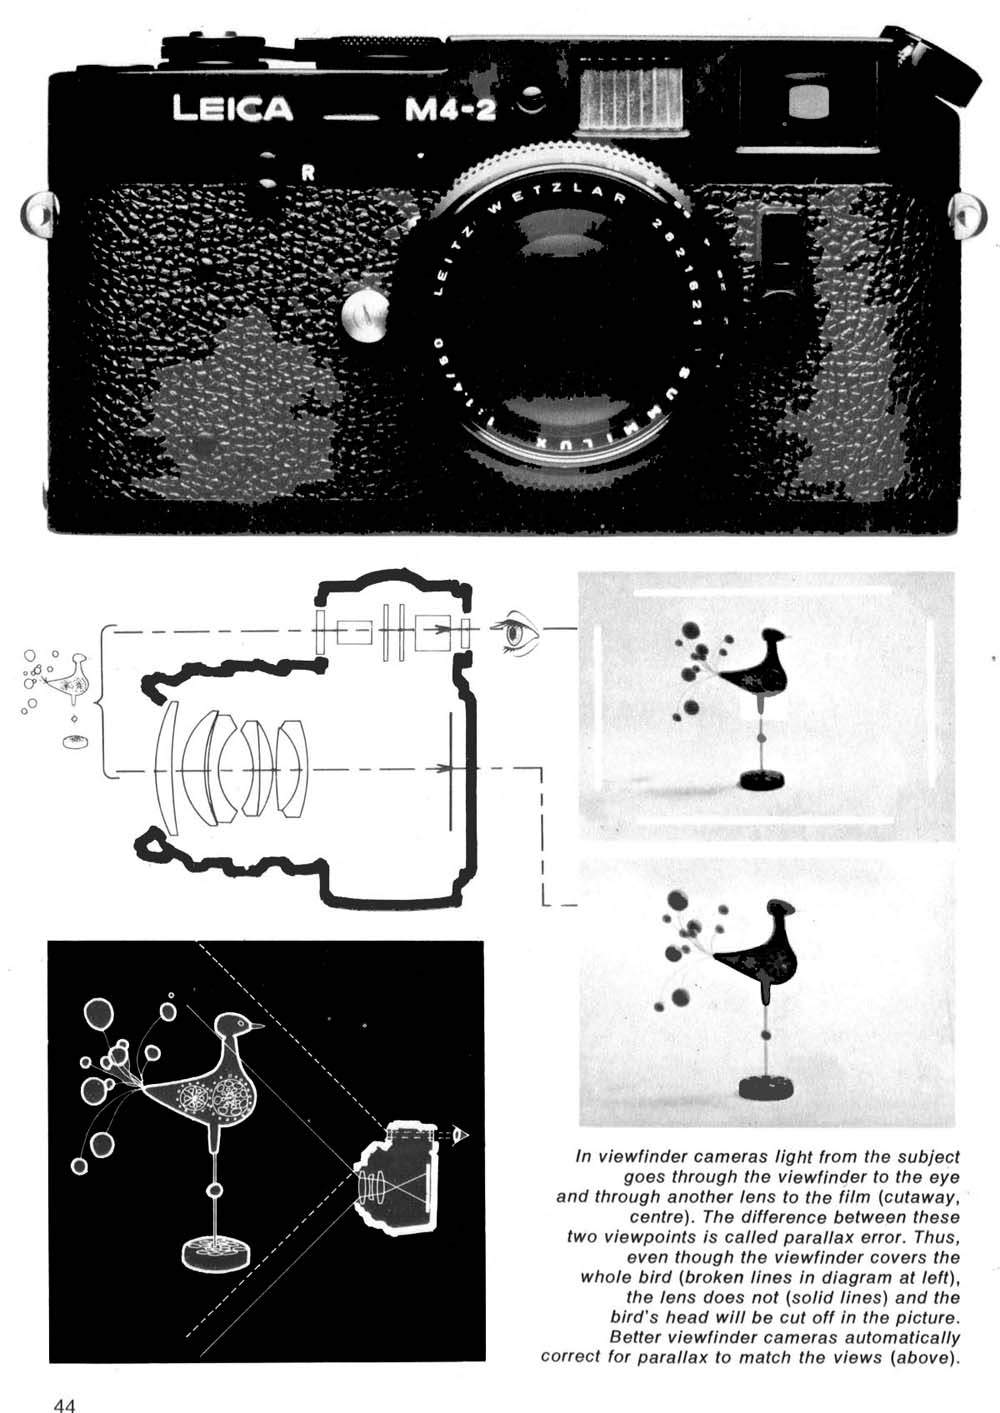 LEICA M4-2
R
LEITZ WETZLAR 2821621 SUMMILUX 1:1.4/50
In viewfinder cameras light from the subject
goes through the viewfinder to the eye
and through another lens to the film (cutaway,
centre). The difference between these
two viewpoints is called parallax error. Thus,
even though the viewfinder covers the
whole bird (broken lines in diagram at left),
the lens does not (solid lines) and the
bird's head will be cut off in the picture.
Better viewfinder cameras automatically
correct for parallax to match the views (above).
44